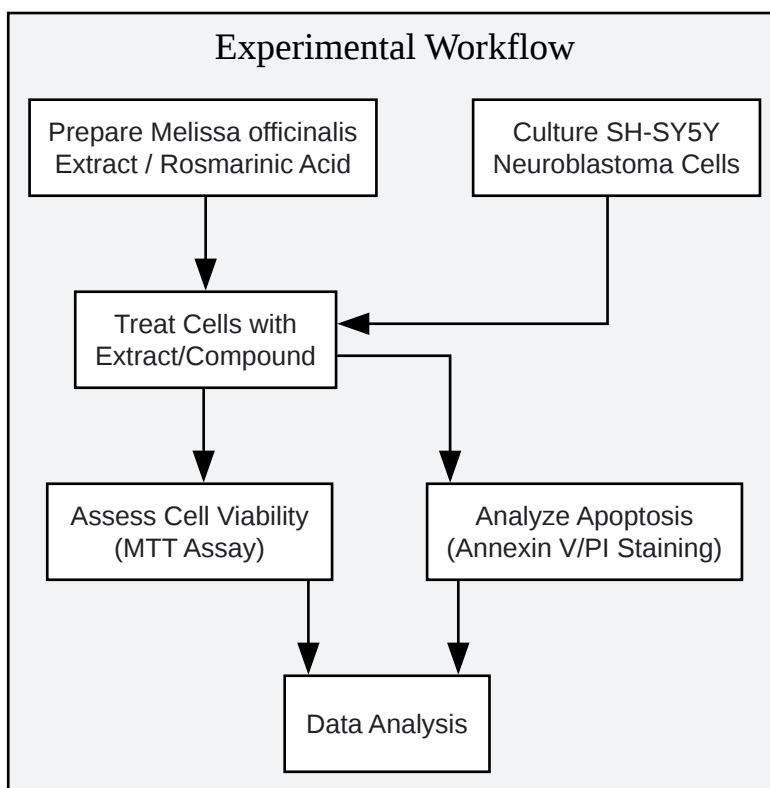 Experimental Workflow
Prepare Melissa officinalis
Extract / Rosmarinic Acid
Culture SH-SY5Y
Neuroblastoma Cells
Treat Cells with
Extract/Compound
Assess Cell Viability
(MTT Assay)
Analyze Apoptosis
(Annexin V/PI Staining)
Data Analysis